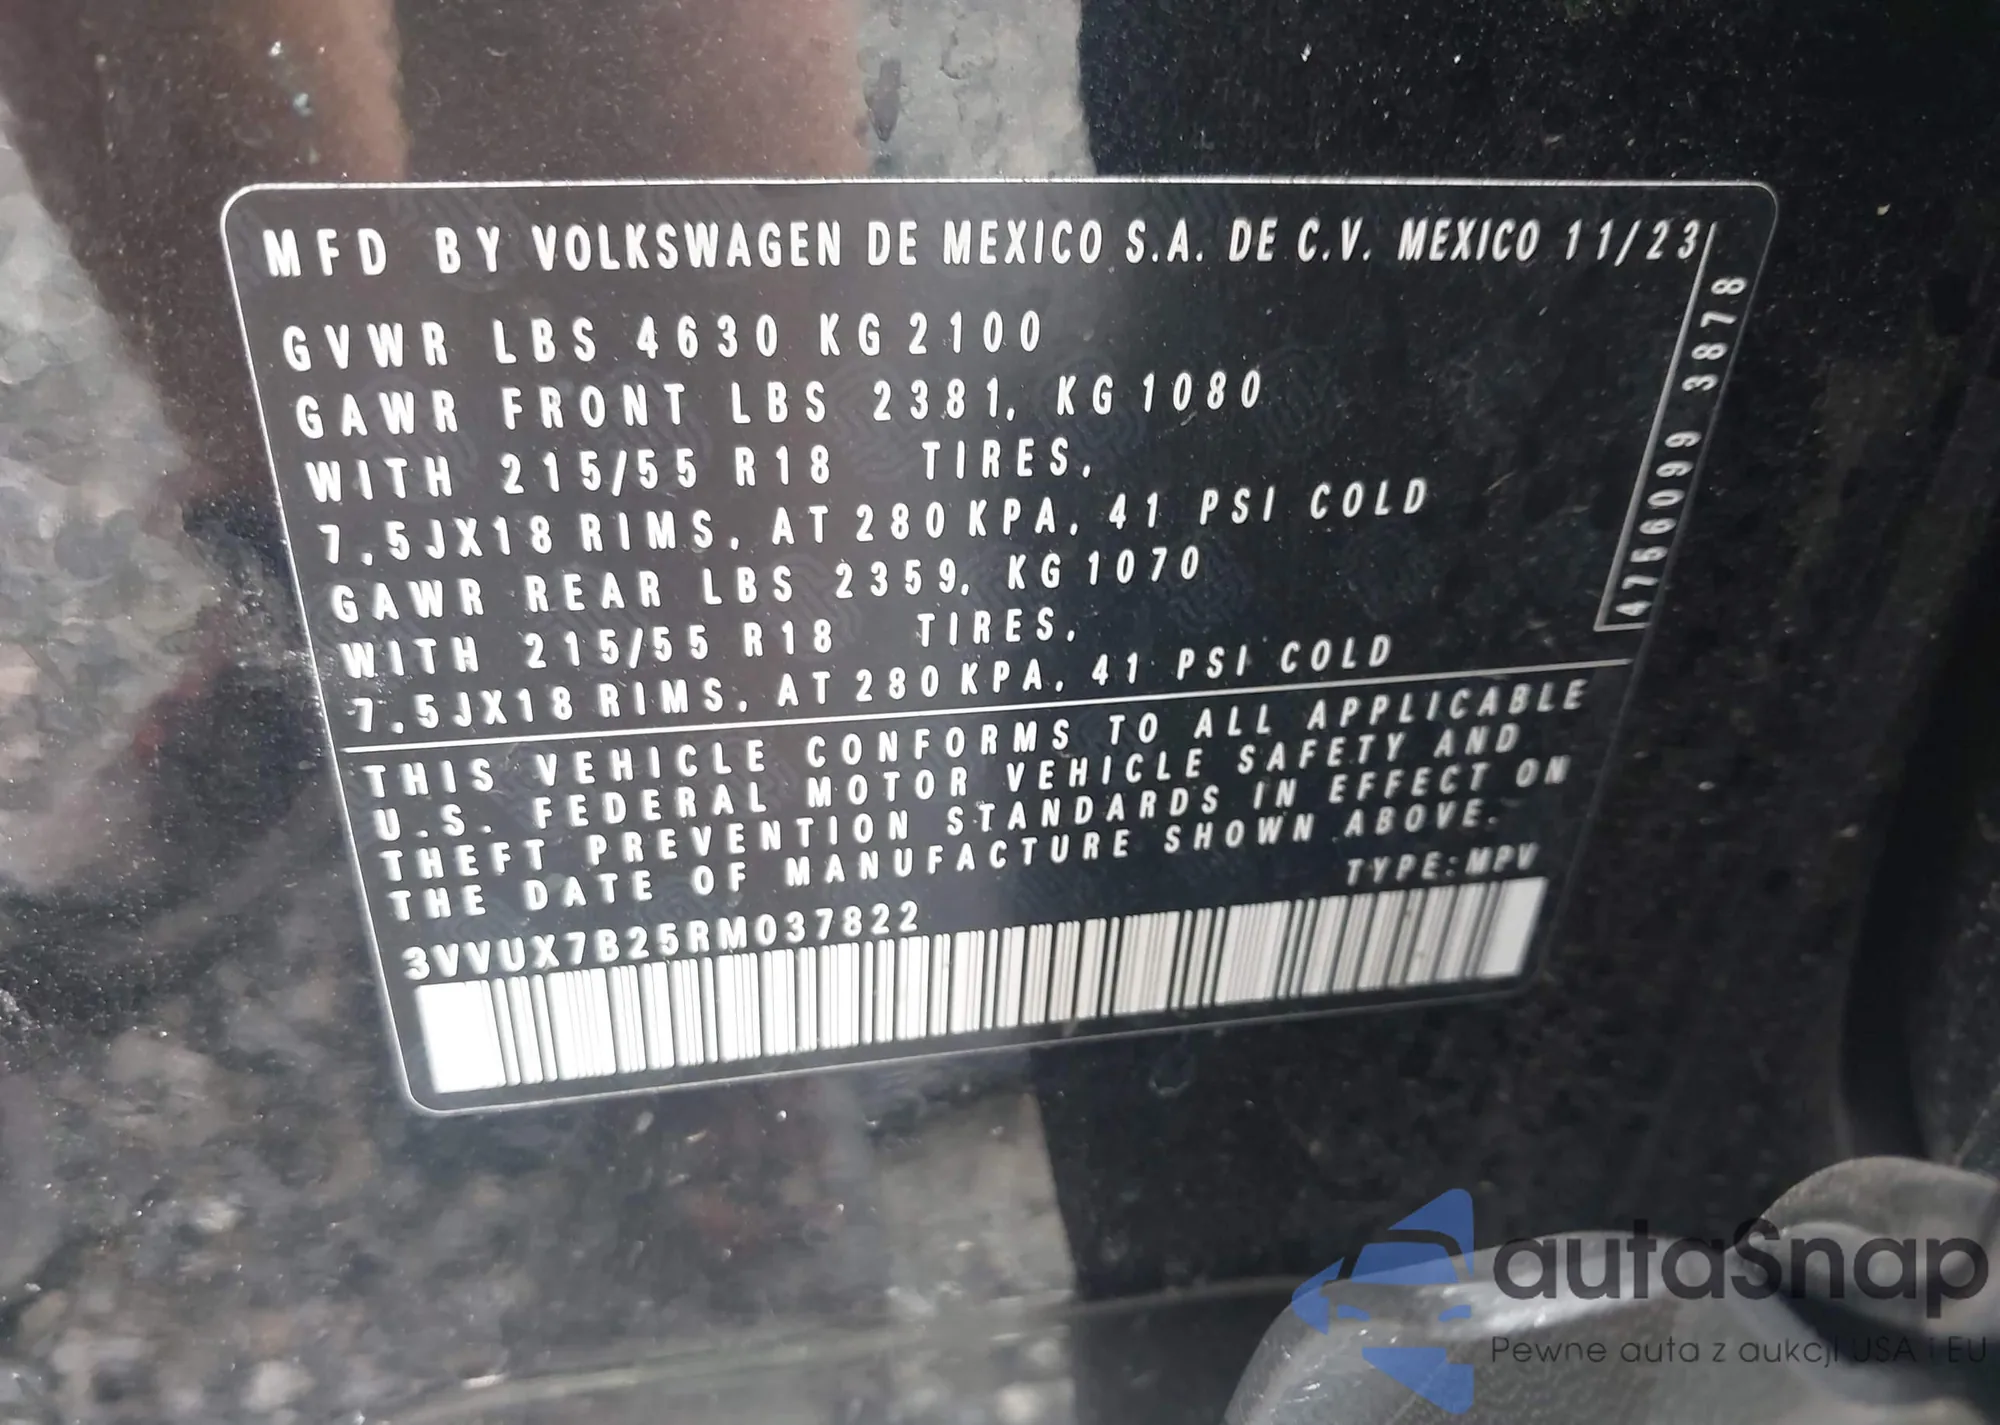 MFD BY VOLKSWAGEN DE MEXICO S.A. DE C.V. MEXICO 11/23
GVWR LBS 4630 KG 2100
GAWR FRONT LBS 2381, KG 1080
WITH 215/55 R18 TIRES,
7,5JX18 RIMS, AT 280 KPA, 41 PSI COLD
GAWR REAR LBS 2359, KG 1070
WITH 215/55 R18 TIRES,
7,5JX18 RIMS, AT 280 KPA, 41 PSI COLD
4756099 3878
THIS VEHICLE CONFORMS TO ALL APPLICABLE
U.S. FEDERAL MOTOR VEHICLE SAFETY AND
THEFT PREVENTION STANDARDS IN EFFECT ON
THE DATE OF MANUFACTURE SHOWN ABOVE.
TYPE:MPV
3VVUX7B25RM037822
autaSnap
Pewne auta z aukcji USA i EU